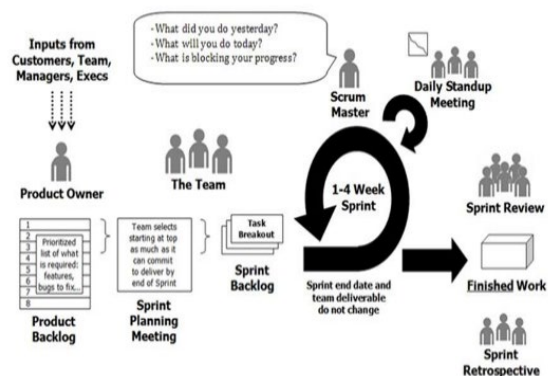 Inputs from
Customers, Team,
Managers, Execs
- What did you do yesterday?
- What will you do today?
- What is blocking your progress?
Scrum
Master
Daily Standup
Meeting
Product Owner
The Team
1-4 Week
Sprint
Sprint Review
1
2
3
4
5
6
7
8
Prioritized
list of what
is required:
features,
bugs to fix...
Product
Backlog
Team selects
starting at top
as much as it
can commit
to deliver by
end of Sprint
Sprint
Planning
Meeting
Task
Breakout
Sprint
Backlog
Sprint end date and
team deliverable
do not change
Finished Work
Sprint
Retrospective